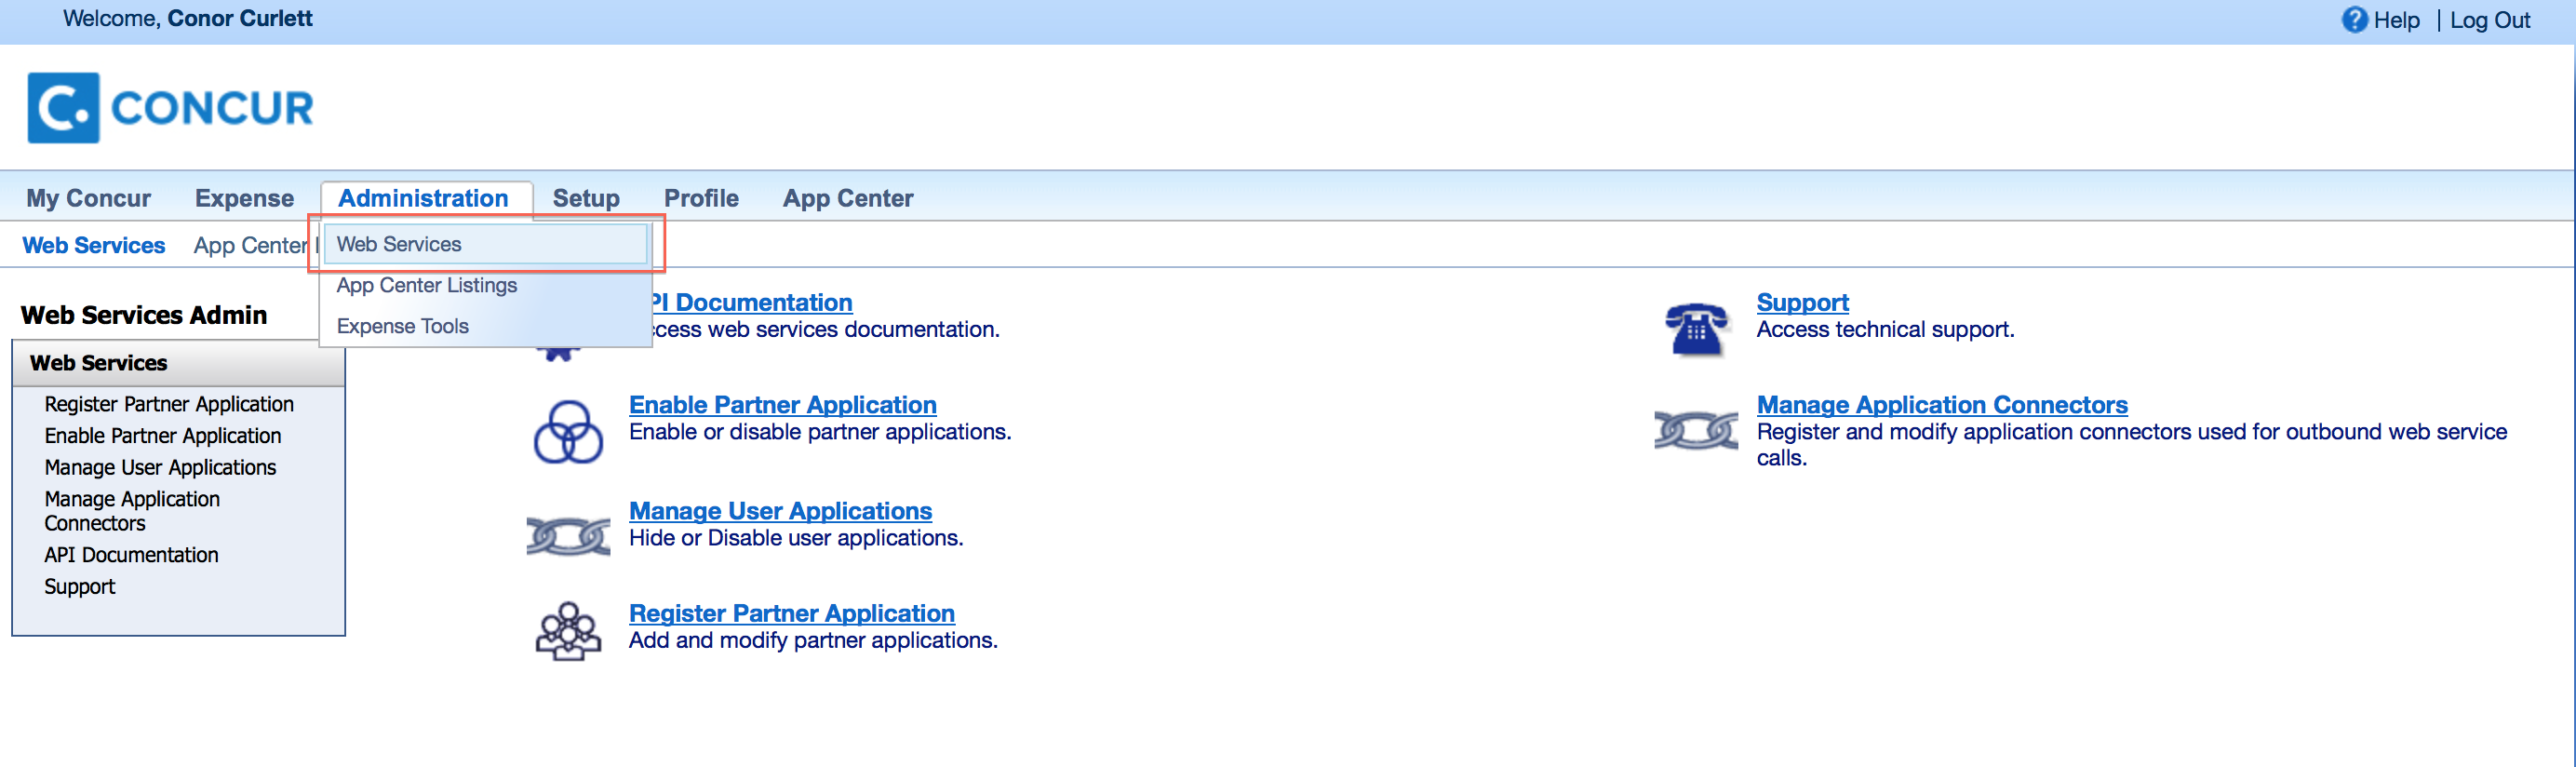 Welcome, Conor Curlett
? Help | Log Out
C. CONCUR
My Concur Expense Administration Setup Profile App Center
Web Services App Center
Web Services
App Center Listings
Expense Tools
Web Services Admin
Web Services
Register Partner Application
Enable Partner Application
Manage User Applications
Manage Application
Connectors
API Documentation
Support
PI Documentation
ccess web services documentation.
Enable Partner Application
Enable or disable partner applications.
Manage User Applications
Hide or Disable user applications.
Register Partner Application
Add and modify partner applications.
Support
Access technical support.
Manage Application Connectors
Register and modify application connectors used for outbound web service
calls.